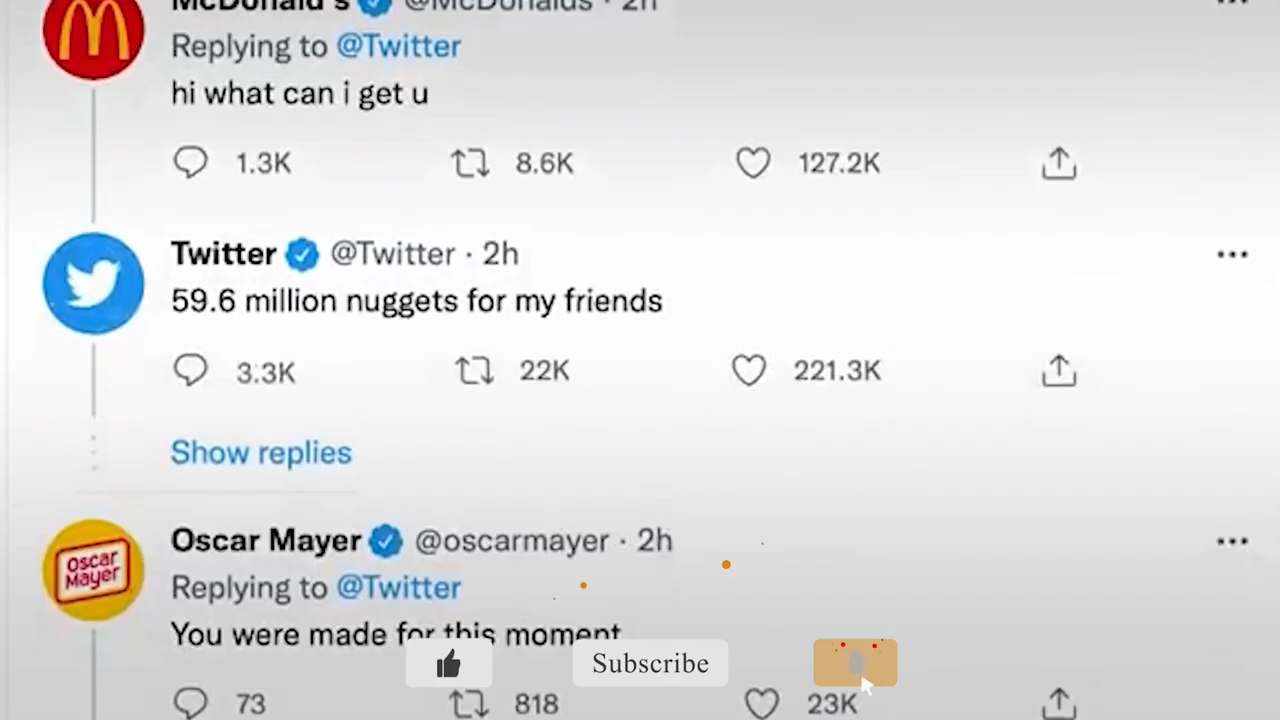 McDonald's @McDonalds · 2h
Replying to @Twitter
hi what can i get u
1.3K 8.6K 127.2K
Twitter @Twitter · 2h
59.6 million nuggets for my friends
3.3K 22K 221.3K
Show replies
Oscar Mayer @oscarmayer · 2h
Oscar
Mayer
Replying to @Twitter
You were made for this moment
Subscribe
73 818 23K